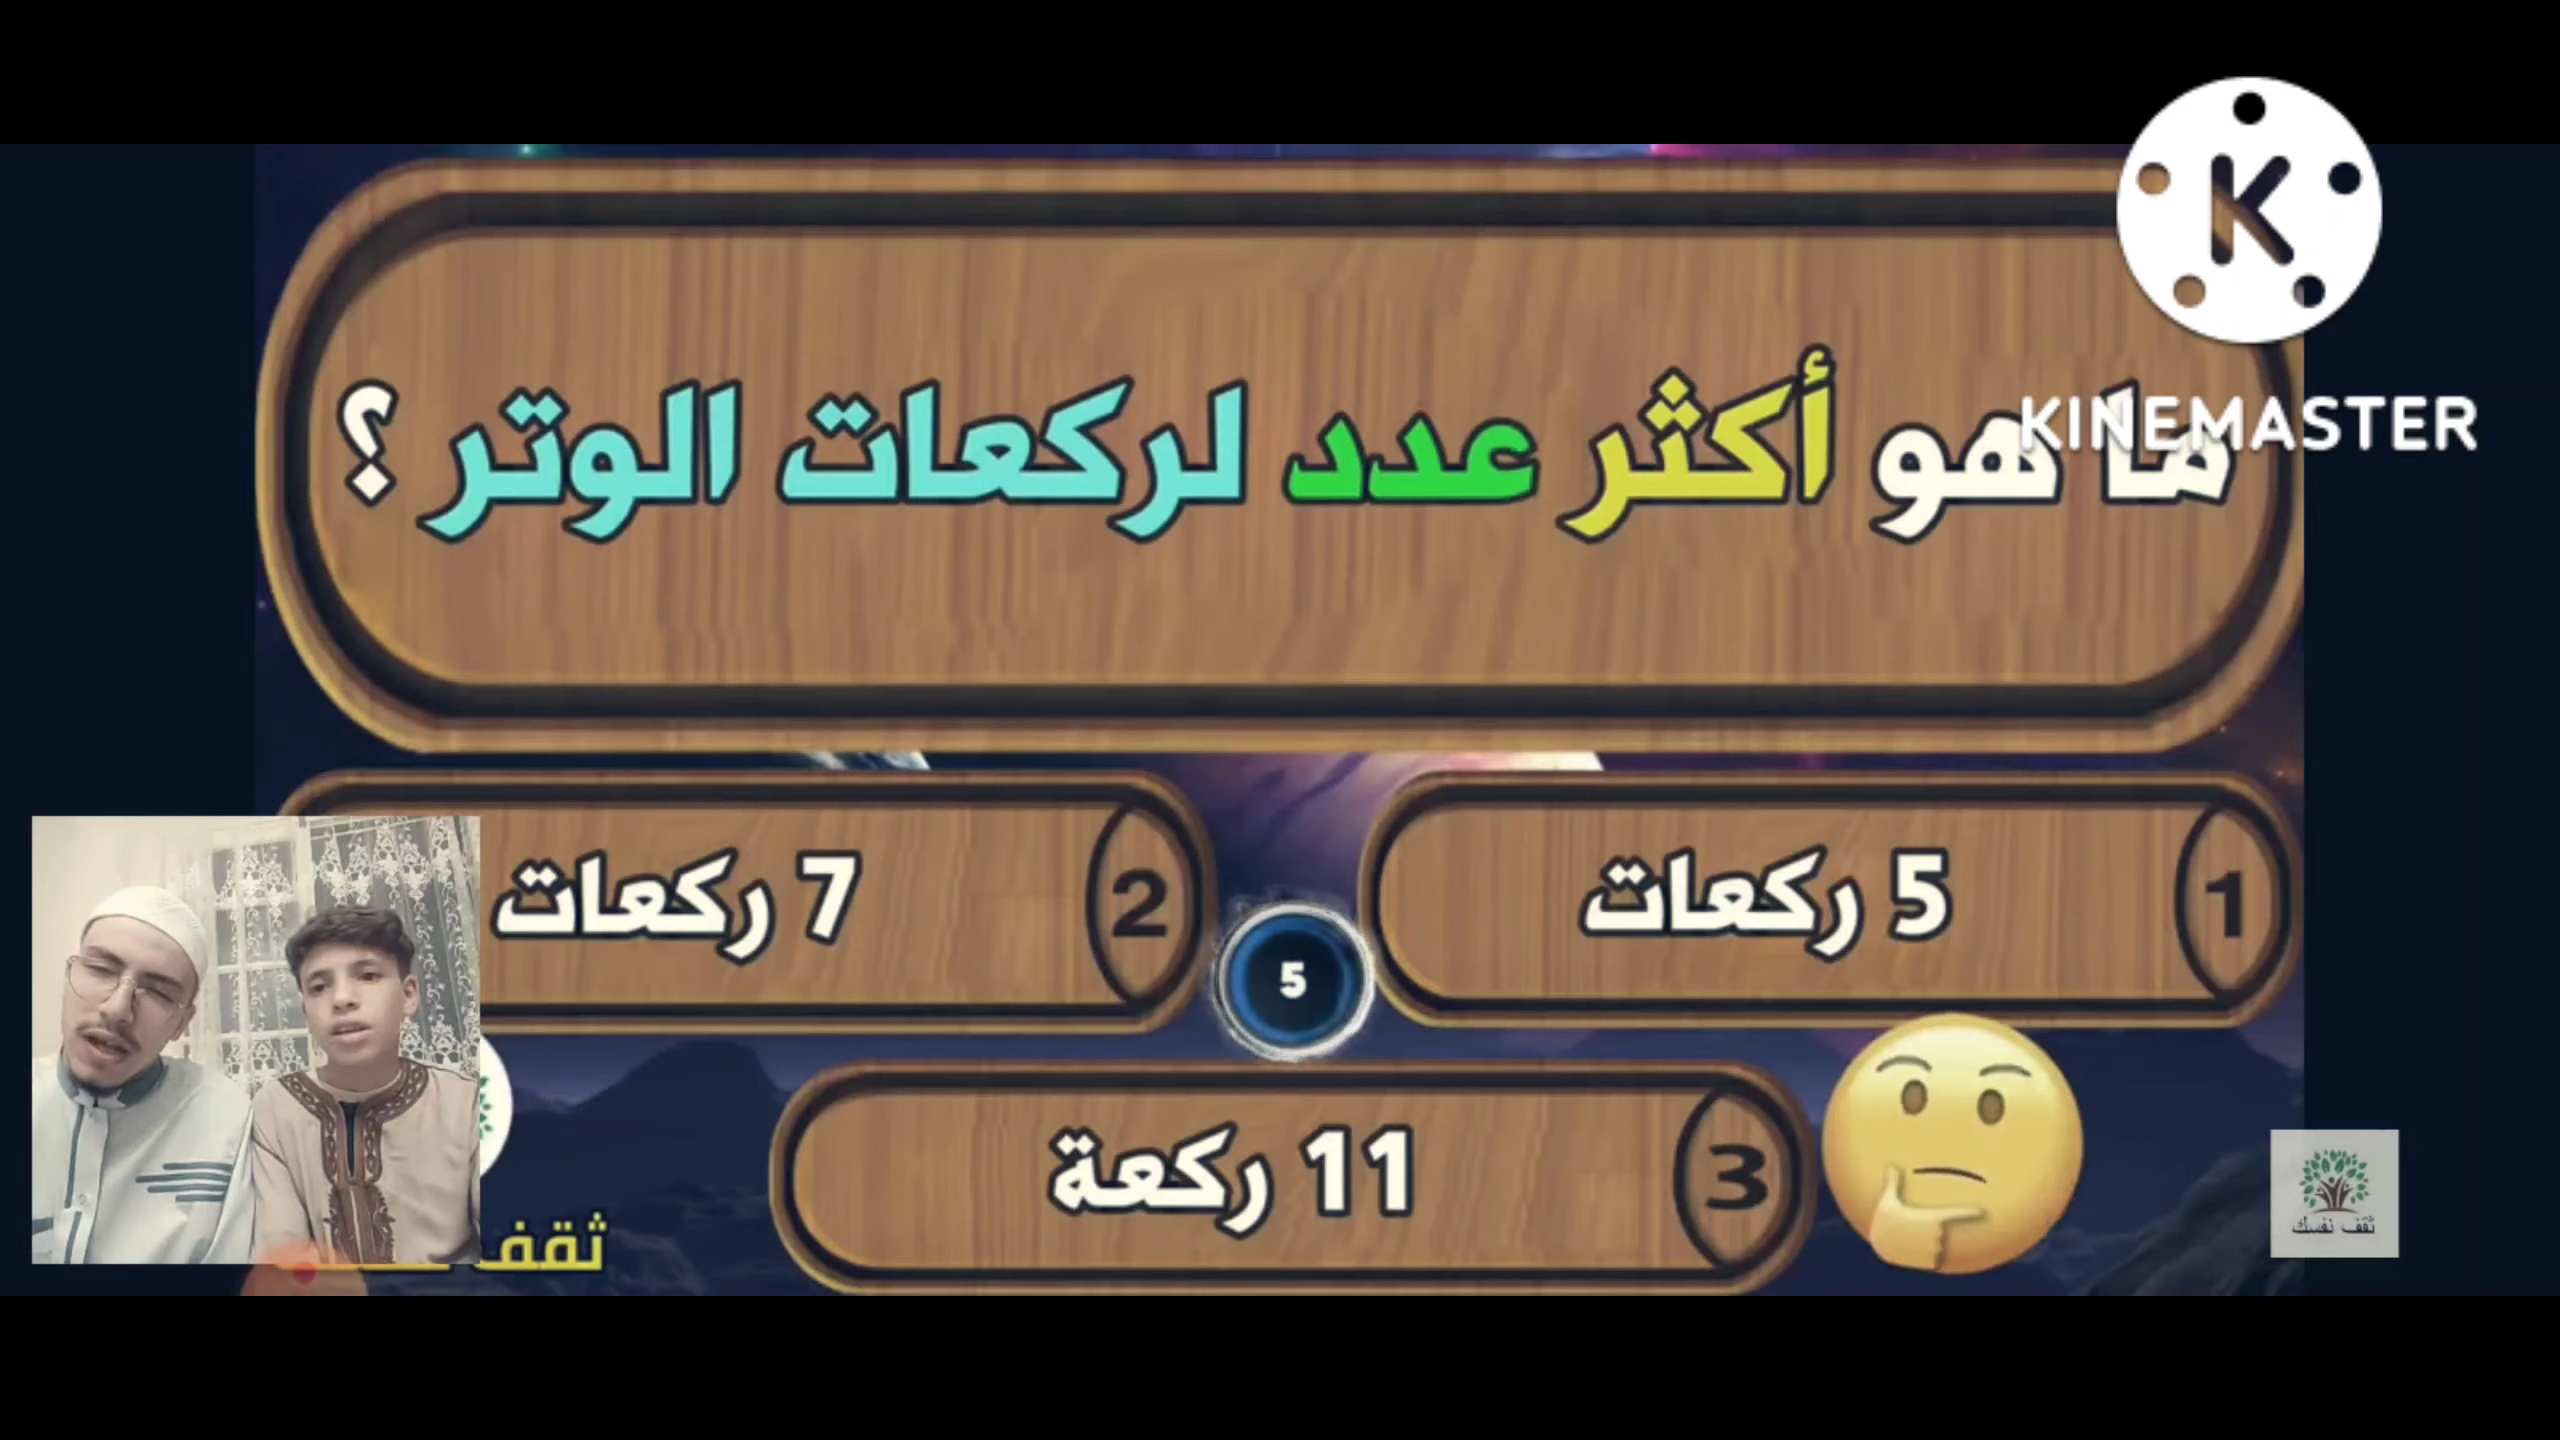 KINEMASTER
ما هو أكثر عدد لركعات الوتر ؟
1 5 ركعات
2 7 ركعات
5
3 11 ركعة
ثقف
ثقف نفسك